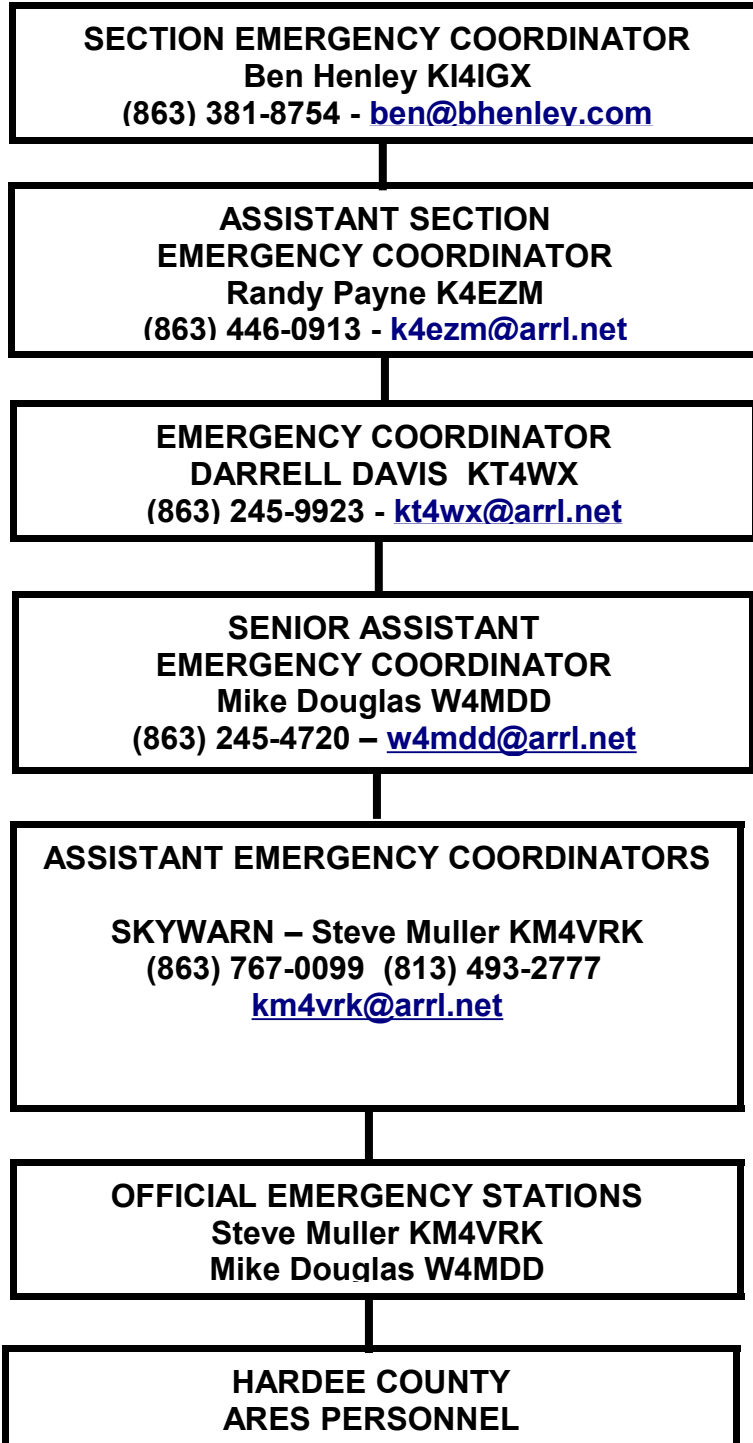 SECTION EMERGENCY COORDINATOR
Ben Henley KI4IGX
(863) 381-8754 - ben@bhenley.com
ASSISTANT SECTION
EMERGENCY COORDINATOR
Randy Payne K4EZM
(863) 446-0913 - k4ezm@arrl.net
EMERGENCY COORDINATOR
DARRELL DAVIS  KT4WX
(863) 245-9923 - kt4wx@arrl.net
SENIOR ASSISTANT
EMERGENCY COORDINATOR
Mike Douglas W4MDD
(863) 245-4720 – w4mdd@arrl.net
ASSISTANT EMERGENCY COORDINATORS
SKYWARN – Steve Muller KM4VRK
(863) 767-0099  (813) 493-2777
km4vrk@arrl.net
OFFICIAL EMERGENCY STATIONS
Steve Muller KM4VRK
Mike Douglas W4MDD
HARDEE COUNTY
ARES PERSONNEL